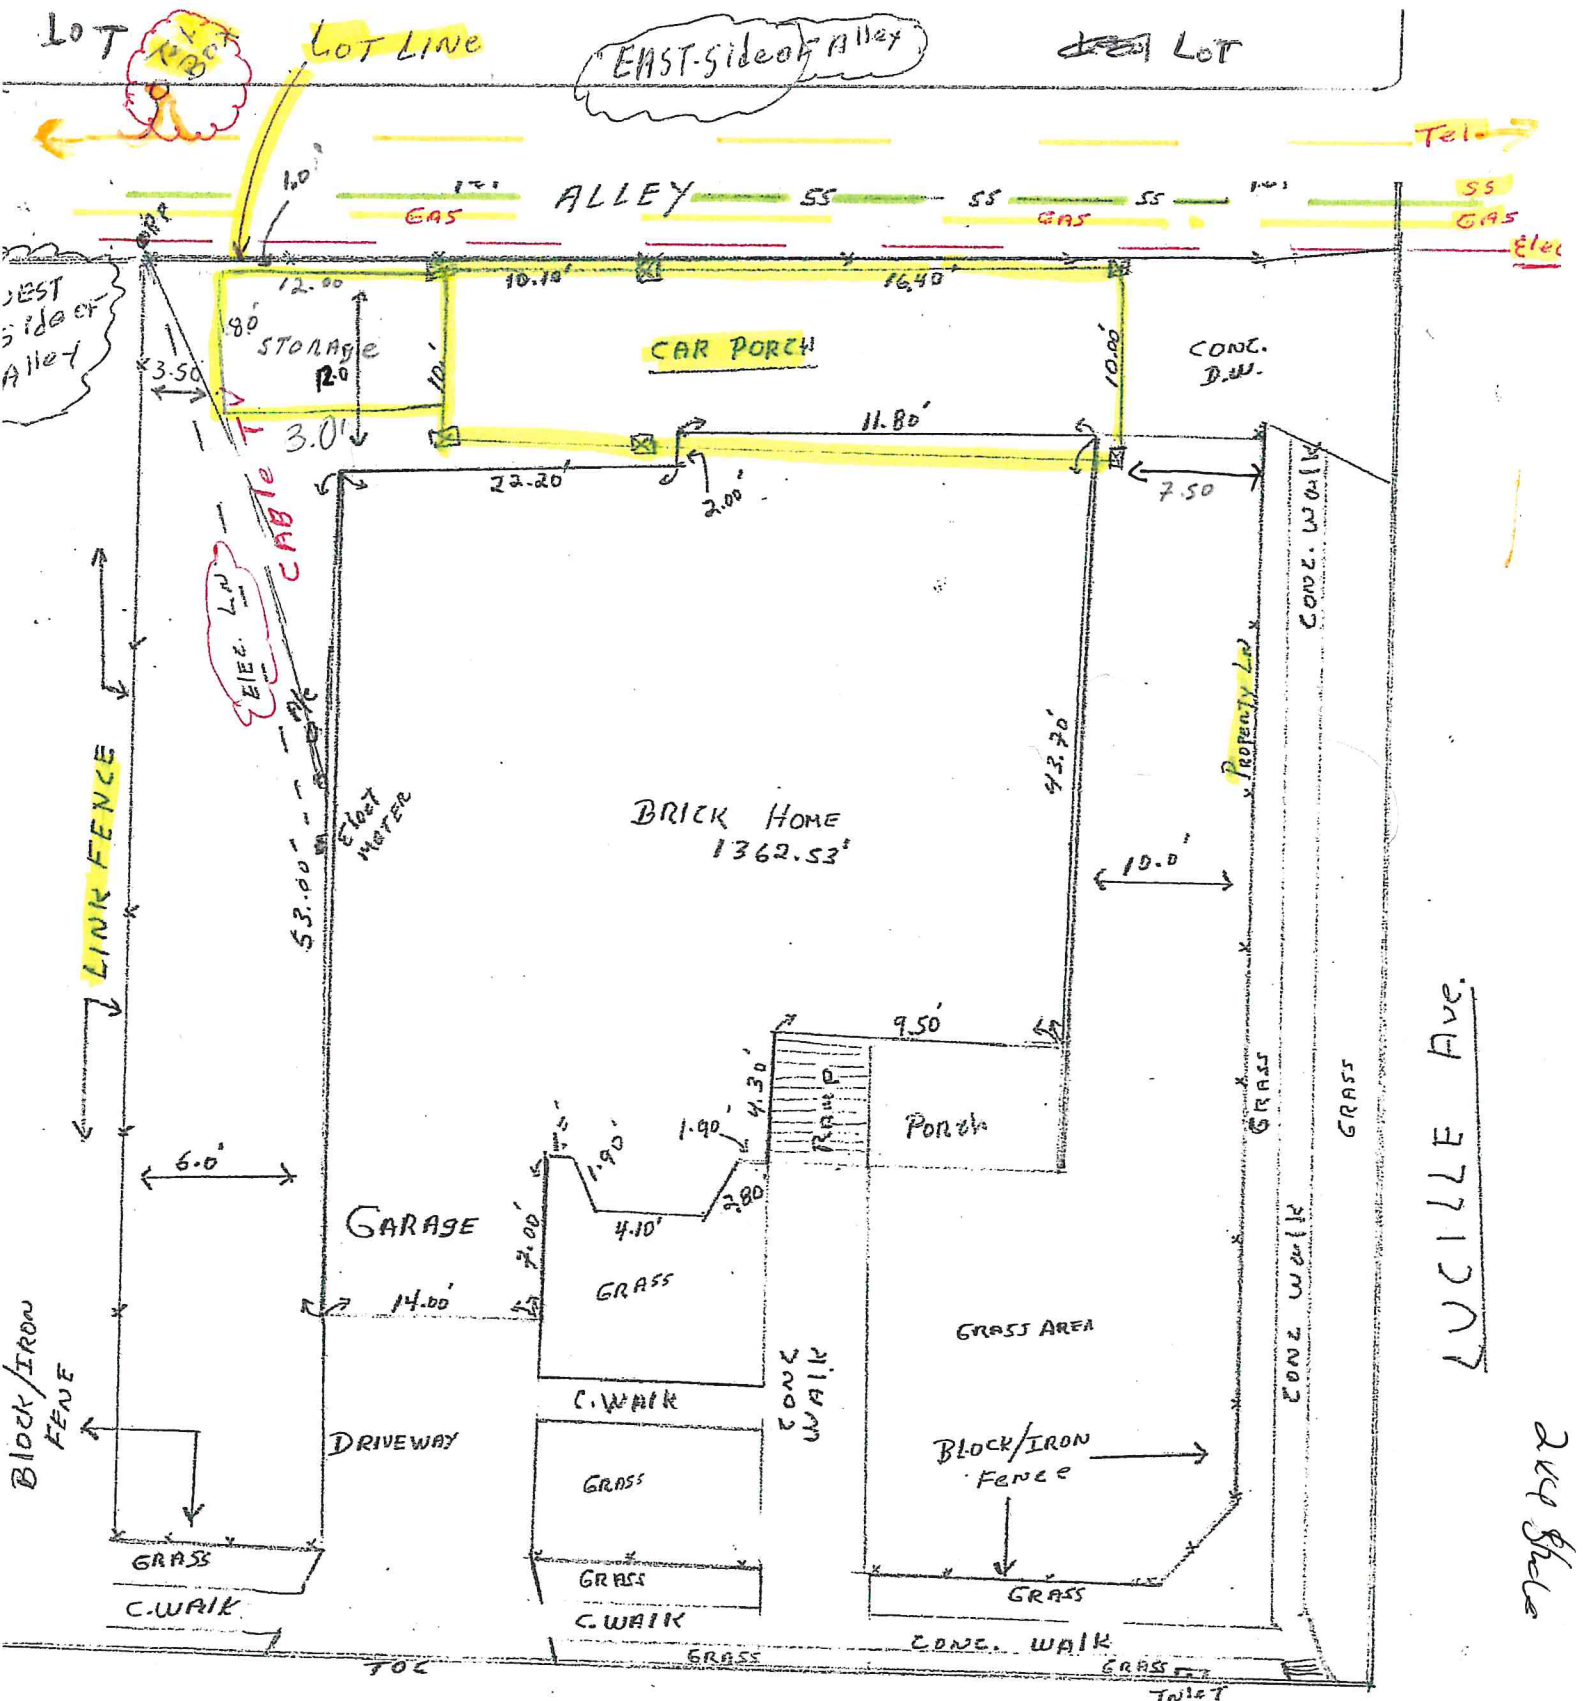 LOT
TEL.
BOX
LOT LINE
EAST-Side of Alley
LOT
Tel.
1.0'
ALLEY
SS
SS
SS
SS
GAS
GAS
GAS
Elec
12.00
10.10'
16.40'
Side of
Alley
3.50
80'
STORAGE
12.0
10.'
CAR PORCH
10.00'
CONC.
D.W.
3.0'
11.80'
22.20'
2.00'
7.50
CABLE TV
ELEC. LN
CONC. WALK
PROPERTY LN
A/C
LINK FENCE
Elect
METER
53.00'
43.70'
BRICK HOME
1362.53'
10.0'
9.50'
4.30'
RAMP
PORCH
GRASS
GRASS
LUCILLE Ave.
1.90'
1.90'
2.80'
4.10'
7.00'
6.0'
GARAGE
GRASS
14.00'
GRASS AREA
CONC WALK
Block/IRON
FENE
C. WALK
CONC
WALK
DRIVEWAY
GRASS
BLOCK/IRON
FENCE
GRASS
C.WALK
GRASS
C. WALK
GRASS
CONC. WALK
GRASS
GRASS
TOC
INLET